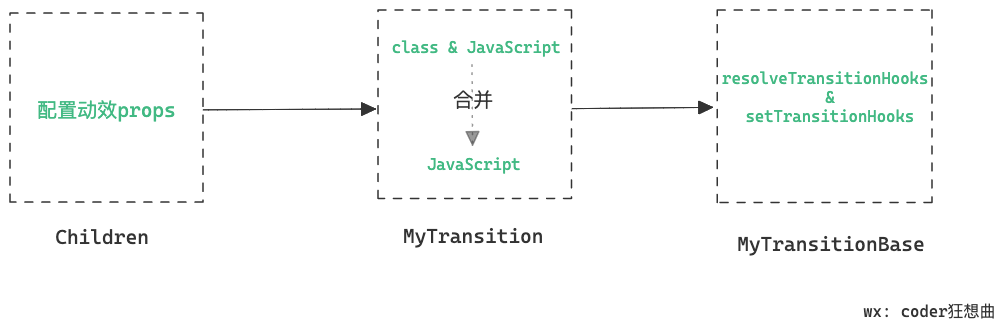 配置动效props
Children
class & JavaScript
合并
JavaScript
MyTransition
resolveTransitionHooks
&
setTransitionHooks
MyTransitionBase
wx: coder狂想曲